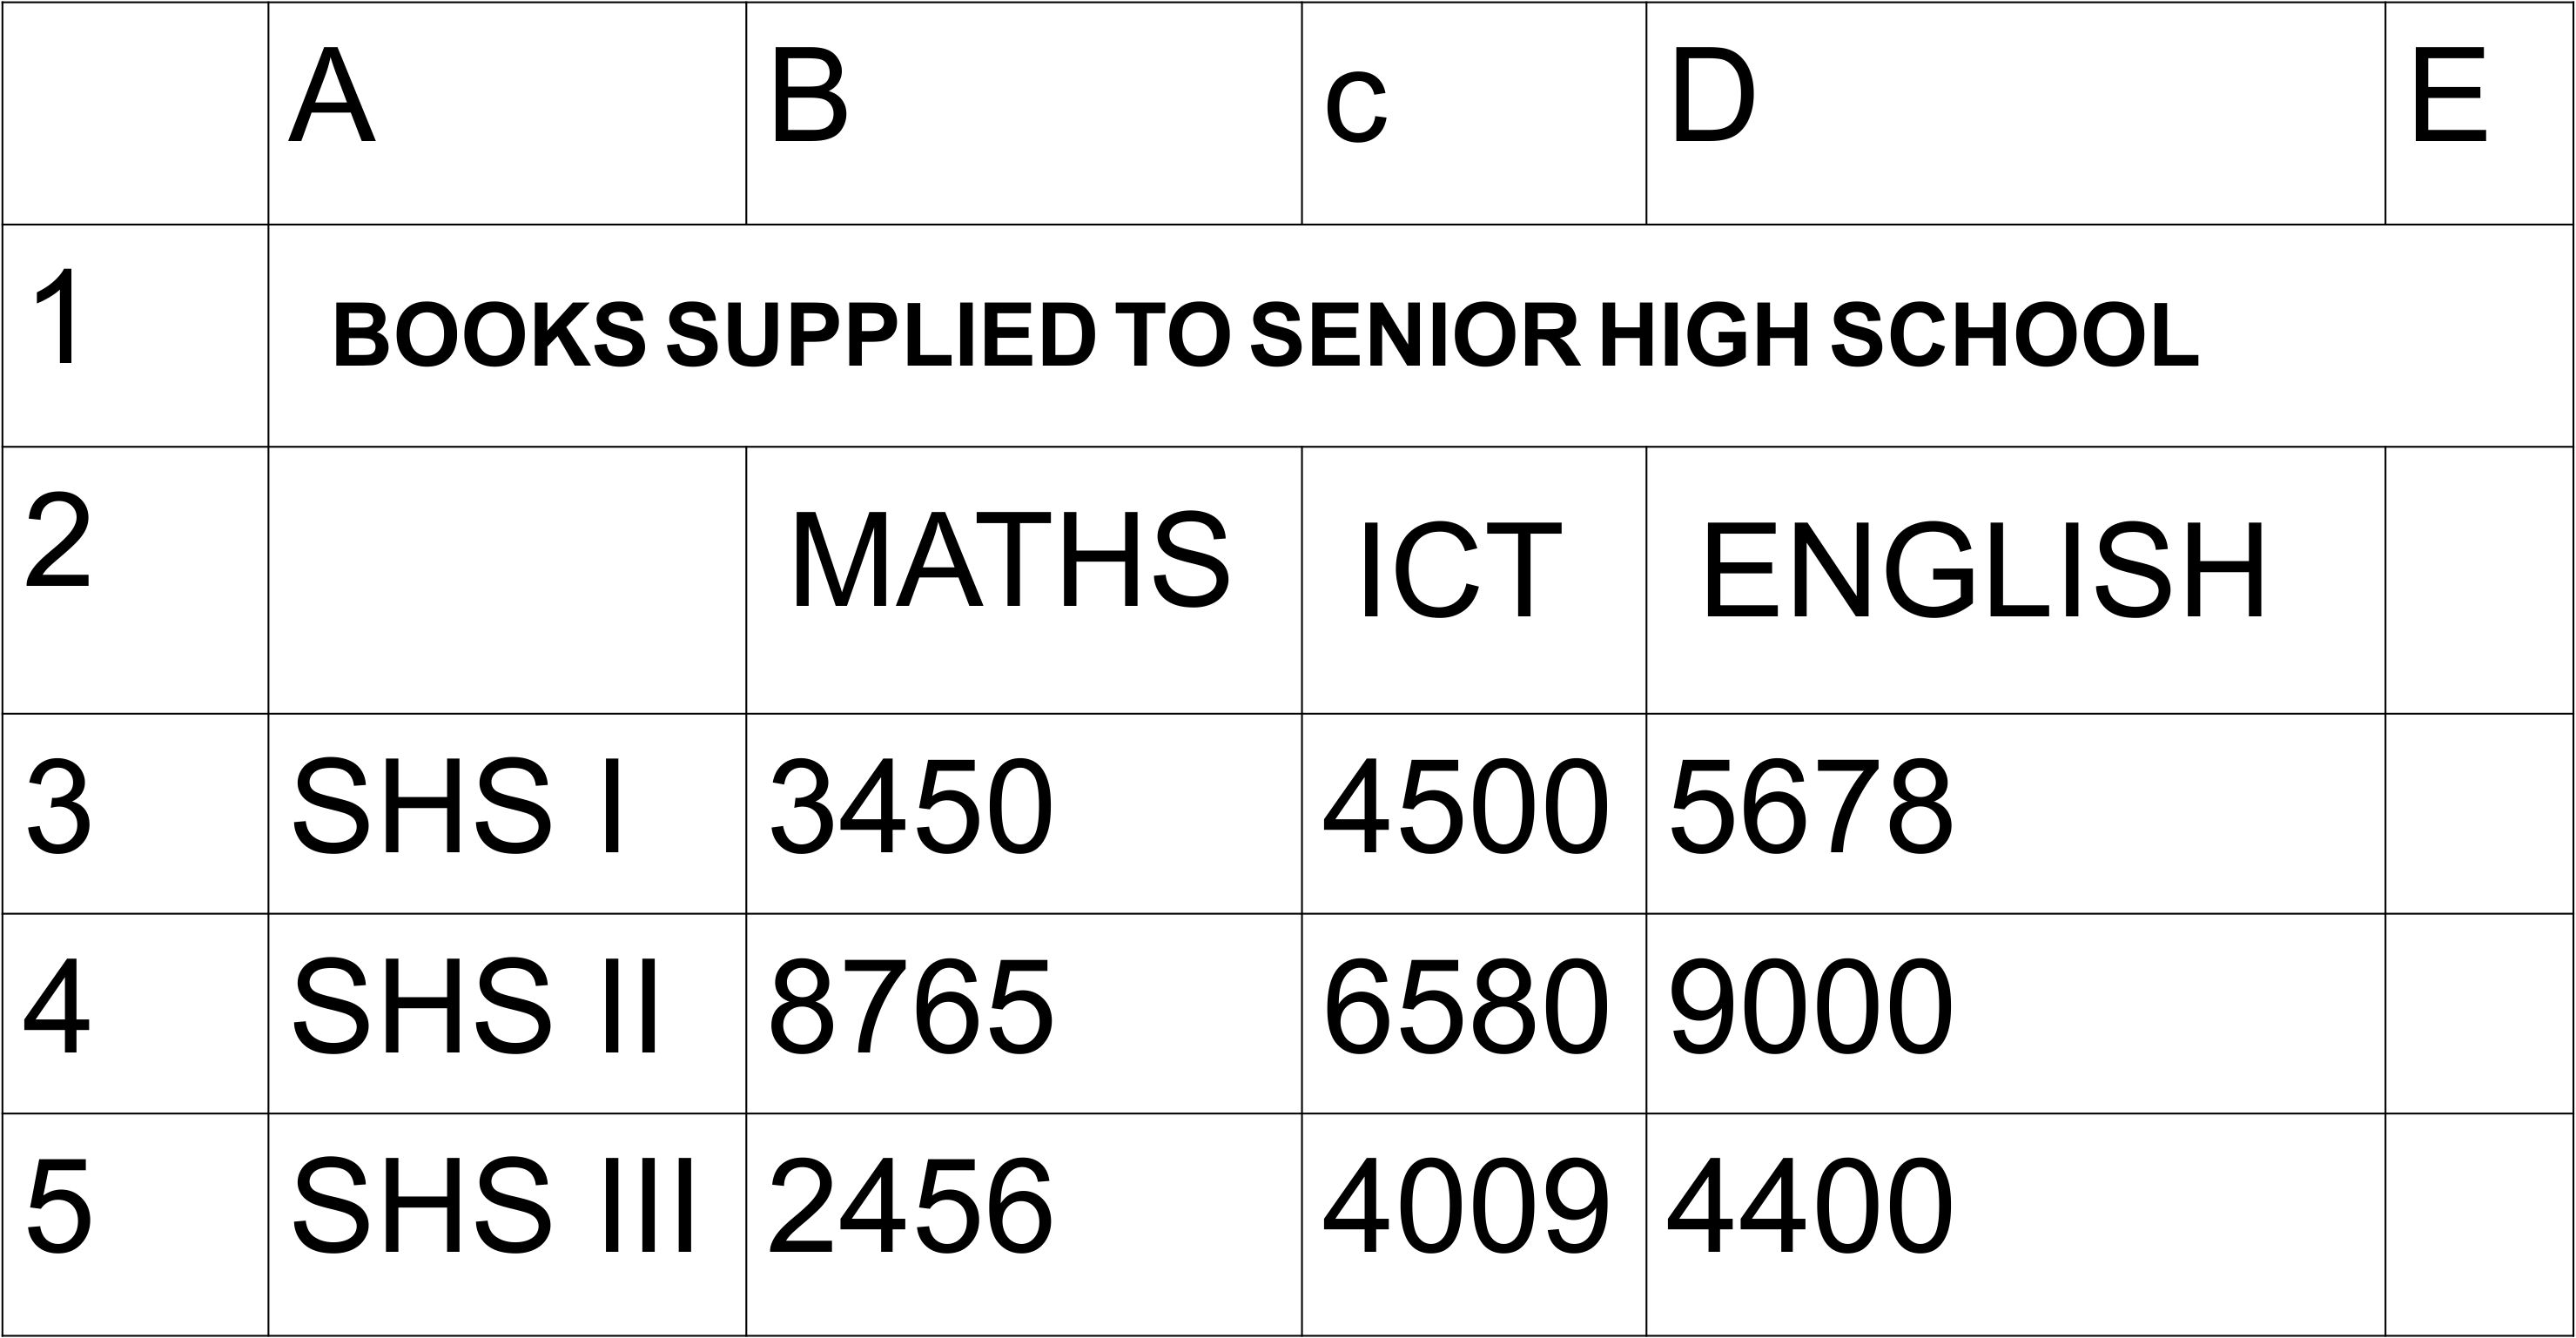 A B c D E
1 BOOKS SUPPLIED TO SENIOR HIGH SCHOOL
2 MATHS ICT ENGLISH
3 SHS I 3450 4500 5678
4 SHS II 8765 6580 9000
5 SHS III 2456 4009 4400